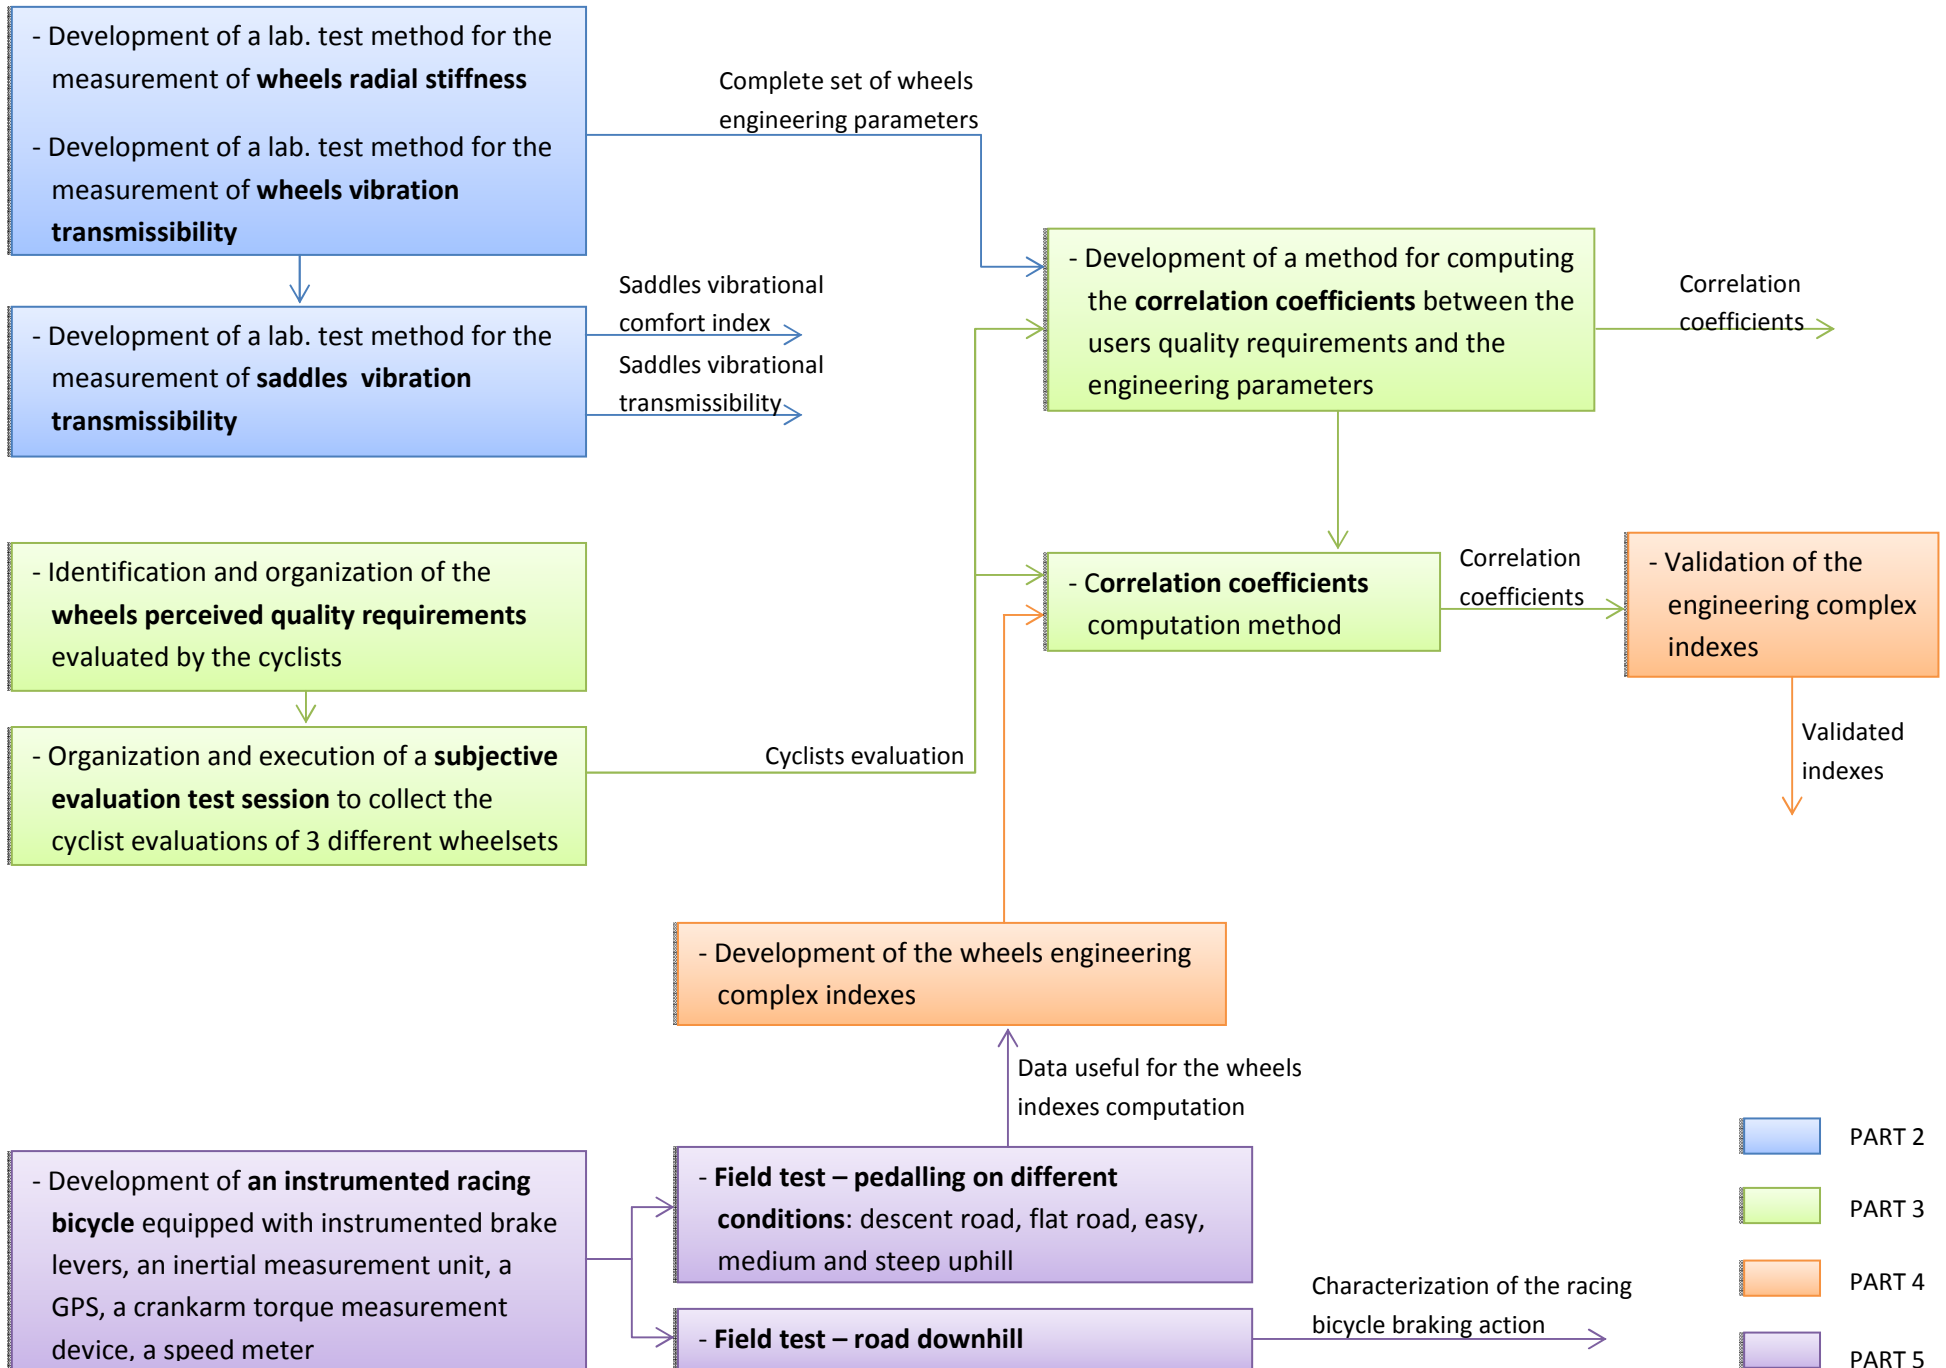 - Development of a lab. test method for the
measurement of wheels radial stiffness
- Development of a lab. test method for the
measurement of wheels vibration
transmissibility
Complete set of wheels
engineering parameters
- Development of a lab. test method for the
measurement of saddles  vibration
transmissibility
Saddles vibrational
comfort index
Saddles vibrational
transmissibility
- Development of a method for computing
the correlation coefficients between the
users quality requirements and the
engineering parameters
Correlation
coefficients
- Identification and organization of the
wheels perceived quality requirements
evaluated by the cyclists
- Organization and execution of a subjective
evaluation test session to collect the
cyclist evaluations of 3 different wheelsets
Cyclists evaluation
- Correlation coefficients
computation method
Correlation
coefficients
- Validation of the
engineering complex
indexes
Validated
indexes
- Development of the wheels engineering
complex indexes
Data useful for the wheels
indexes computation
- Development of an instrumented racing
bicycle equipped with instrumented brake
levers, an inertial measurement unit, a
GPS, a crankarm torque measurement
device, a speed meter
- Field test – pedalling on different
conditions: descent road, flat road, easy,
medium and steep uphill
- Field test – road downhill
Characterization of the racing
bicycle braking action
PART 2
PART 3
PART 4
PART 5